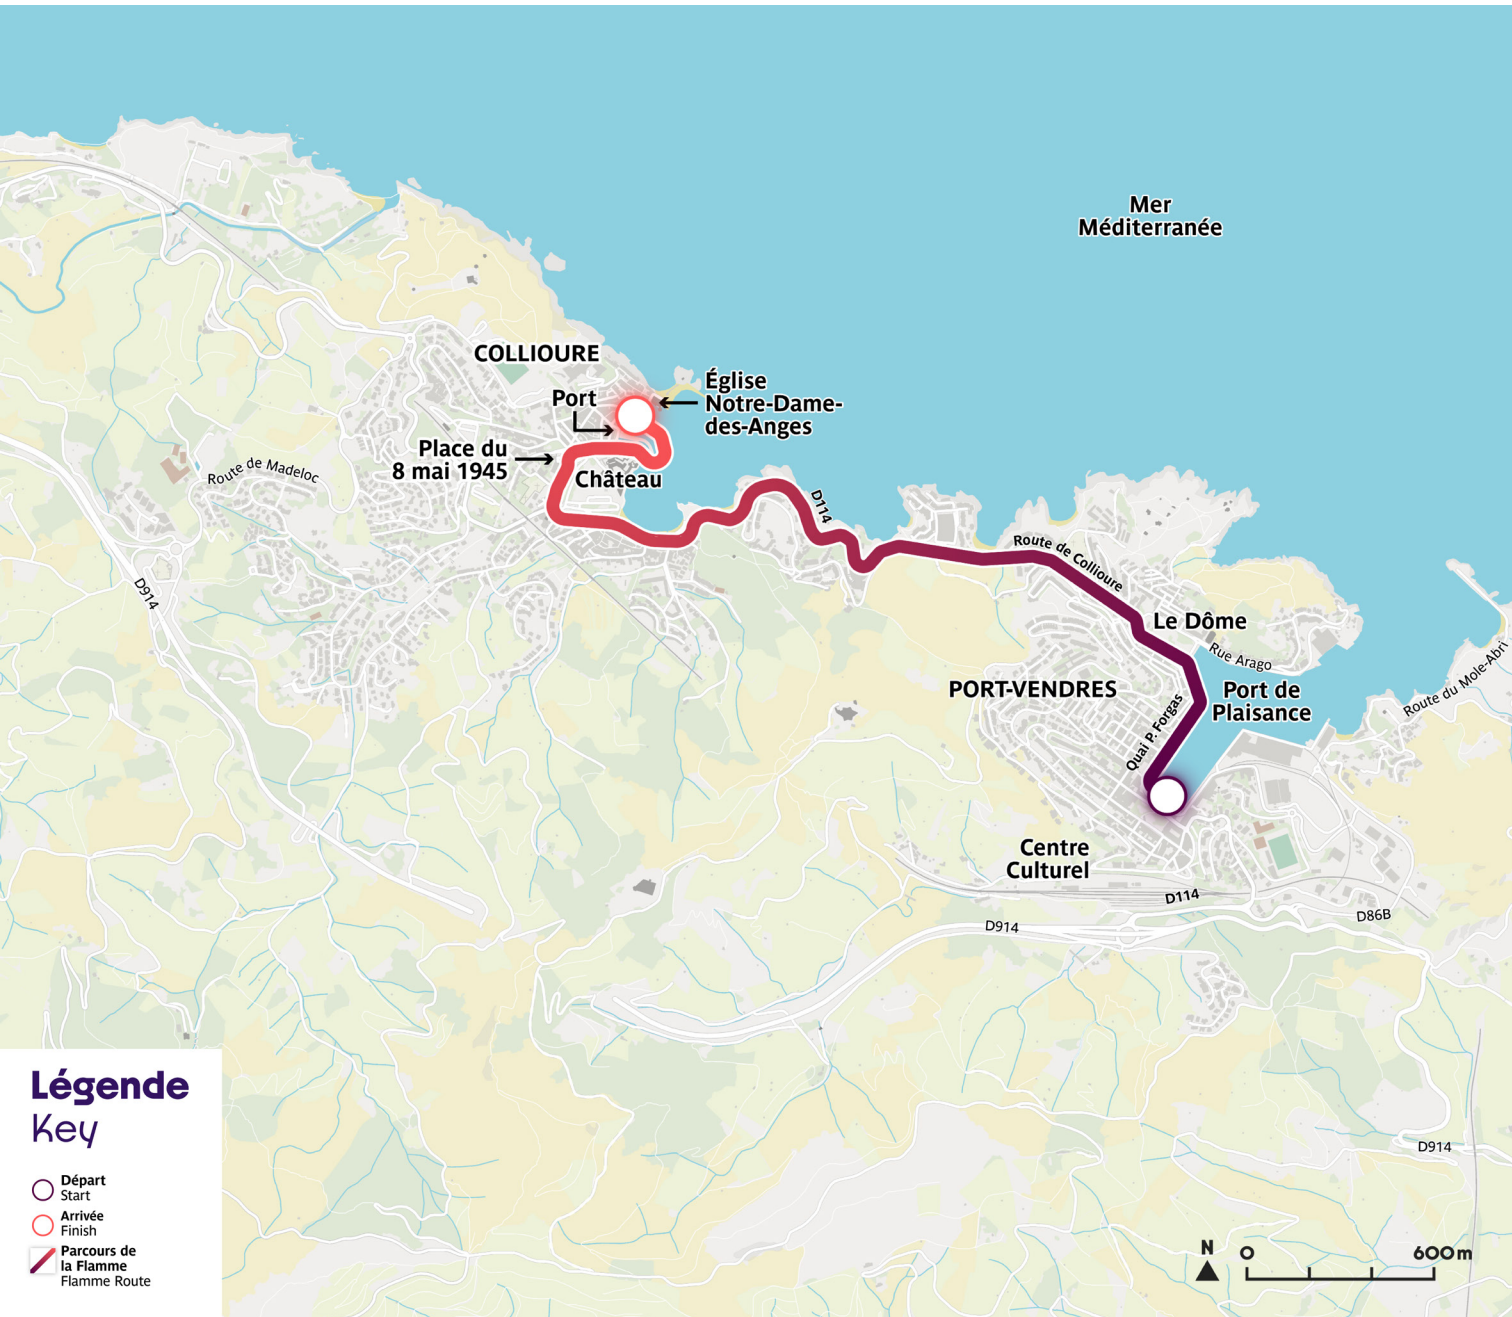 Mer
Méditerranée
COLLIOURE
Église
Notre-Dame-
des-Anges
Port
Place du
8 mai 1945
Château
Route de Madeloc
D114
Route de Collioure
D914
Le Dôme
Rue Arago
Route du Mole-Abri
PORT-VENDRES
Port de
Plaisance
Quai P. Forgas
Centre
Culturel
D114
D86B
D914
D914
Légende
Key
Départ
Start
Arrivée
Finish
Parcours de
la Flamme
Flamme Route
N
0
600m